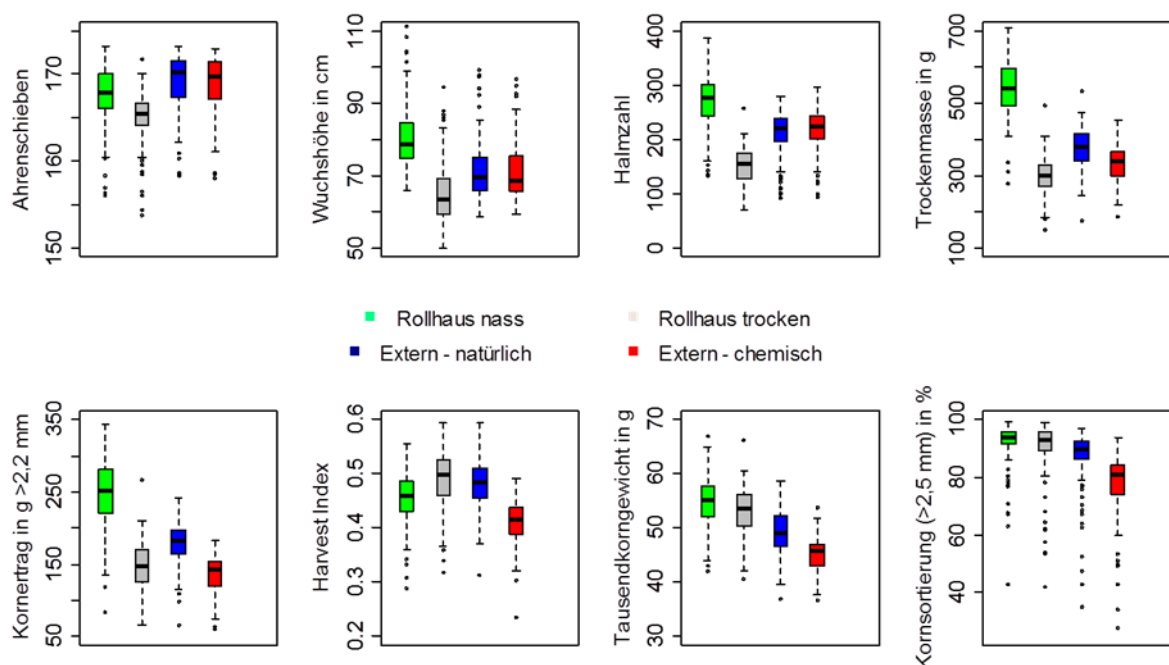 Ahrenschieben
150
160
170
Wuchshöhe in cm
50
70
90
110
Halmzahl
0
100
200
300
400
Trockenmasse in g
100
300
500
700
Rollhaus nass
Rollhaus trocken
Extern - natürlich
Extern - chemisch
Kornertrag in g >2,2 mm
50
150
250
350
Harvest Index
0.2
0.3
0.4
0.5
0.6
Tausendkorngewicht in g
30
40
50
60
70
Kornsortierung (>2,5 mm) in %
40
60
80
100